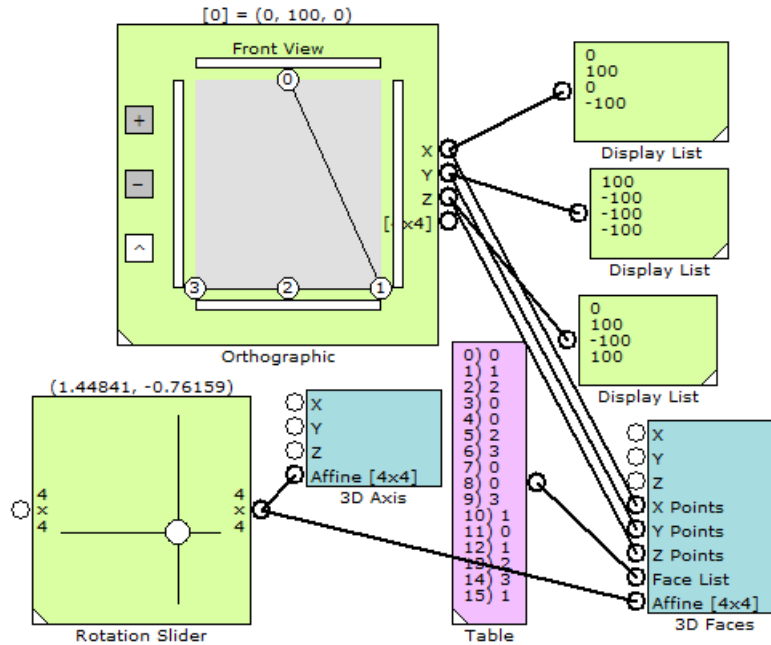 [0] = (0, 100, 0)
Front View
0
+
−
^
3
2
1
X
Y
Z
[4x4]
Orthographic
0
100
0
-100
Display List
100
-100
-100
-100
Display List
0
100
-100
100
Display List
(1.44841, -0.76159)
4
x
4
4
x
4
Rotation Slider
X
Y
Z
Affine [4x4]
3D Axis
0) 0
1) 1
2) 2
3) 0
4) 0
5) 2
6) 3
7) 0
8) 0
9) 3
10) 1
11) 0
12) 1
13) 2
14) 3
15) 1
Table
X
Y
Z
X Points
Y Points
Z Points
Face List
Affine [4x4]
3D Faces